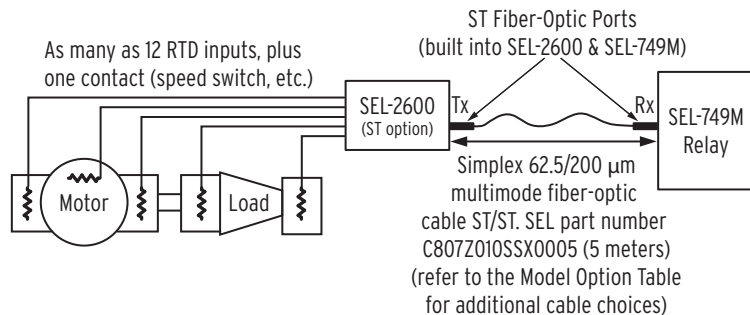 As many as 12 RTD inputs, plus
one contact (speed switch, etc.)
ST Fiber-Optic Ports
(built into SEL-2600 & SEL-749M)
SEL-2600
(ST option)
Tx
Rx
SEL-749M
Relay
Motor
Load
Simplex 62.5/200 µm
multimode fiber-optic
cable ST/ST. SEL part number
C807Z010SSX0005 (5 meters)
(refer to the Model Option Table
for additional cable choices)